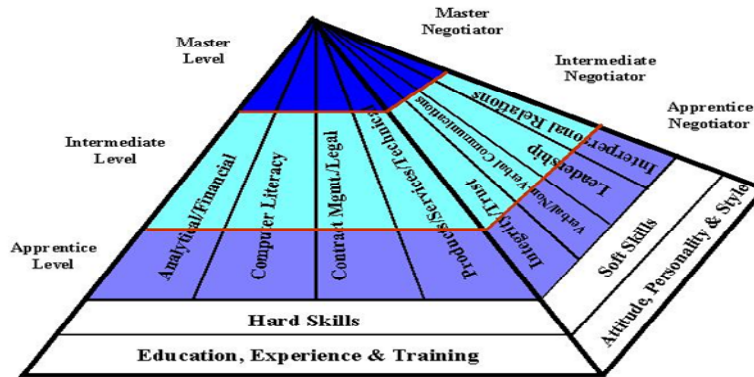 Master
Level
Master
Negotiator
Intermediate
Negotiator
Apprentice
Negotiator
Intermediate
Level
Apprentice
Level
Analytical/Financial
Computer Literacy
Contract Mgmt./Legal
Products/Services/Technical
Integrity/Trust
Verbal/Non-Verbal Communications
Leadership
Interpersonal Relations
Hard Skills
Education, Experience & Training
Soft Skills
Attitude, Personality & Style